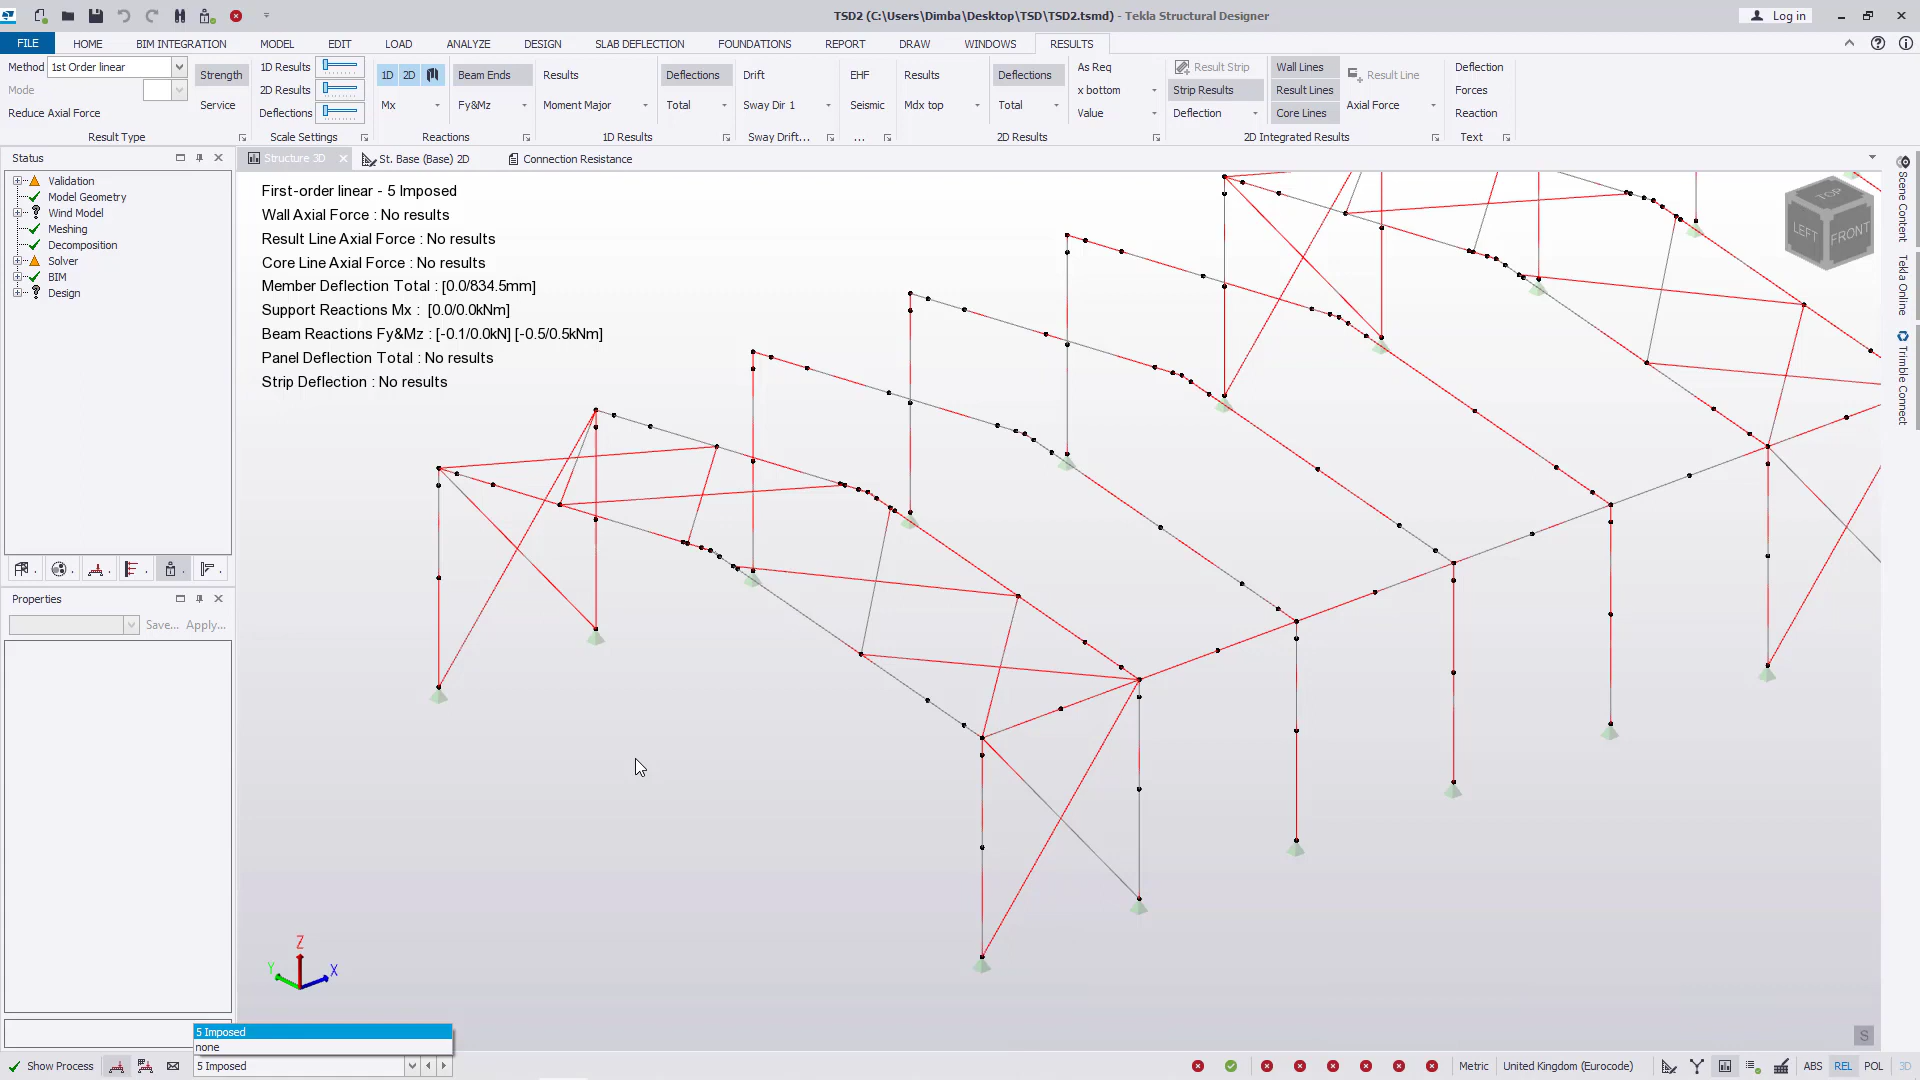 TSD2 (C:\Users\Dimba\Desktop\TSD\TSD2.tsmd) - Tekla Structural Designer
Log in
FILE HOME BIM INTEGRATION MODEL EDIT LOAD ANALYZE DESIGN SLAB DEFLECTION FOUNDATIONS REPORT DRAW WINDOWS RESULTS
Method 1st Order linear Strength 1D Results 1D 2D Beam Ends Results Deflections Drift EHF Results Deflections As Req Result Strip Wall Lines Result Line Deflection
Mode 2D Results x bottom Strip Results Result Lines Forces
Service Mx Fy&Mz Moment Major Total Sway Dir 1 Seismic Mdx top Total Axial Force
Reduce Axial Force Deflections Value Deflection Core Lines Reaction
Result Type Scale Settings Reactions 1D Results Sway Drift... ... 2D Results 2D Integrated Results Text
Status
Structure 3D St. Base (Base) 2D Connection Resistance
Validation
Model Geometry
Wind Model
Meshing
Decomposition
Solver
BIM
Design
First-order linear - 5 Imposed
Wall Axial Force : No results
Result Line Axial Force : No results
Core Line Axial Force : No results
Member Deflection Total : [0.0/834.5mm]
Support Reactions Mx : [0.0/0.0kNm]
Beam Reactions Fy&Mz : [-0.1/0.0kN] [-0.5/0.5kNm]
Panel Deflection Total : No results
Strip Deflection : No results
TOP
LEFT
FRONT
Scene Content
Tekla Online
Trimble Connect
Properties
Save... Apply...
Z
Y
X
S
5 Imposed
none
Show Process 5 Imposed Metric United Kingdom (Eurocode) ABS REL POL 3D